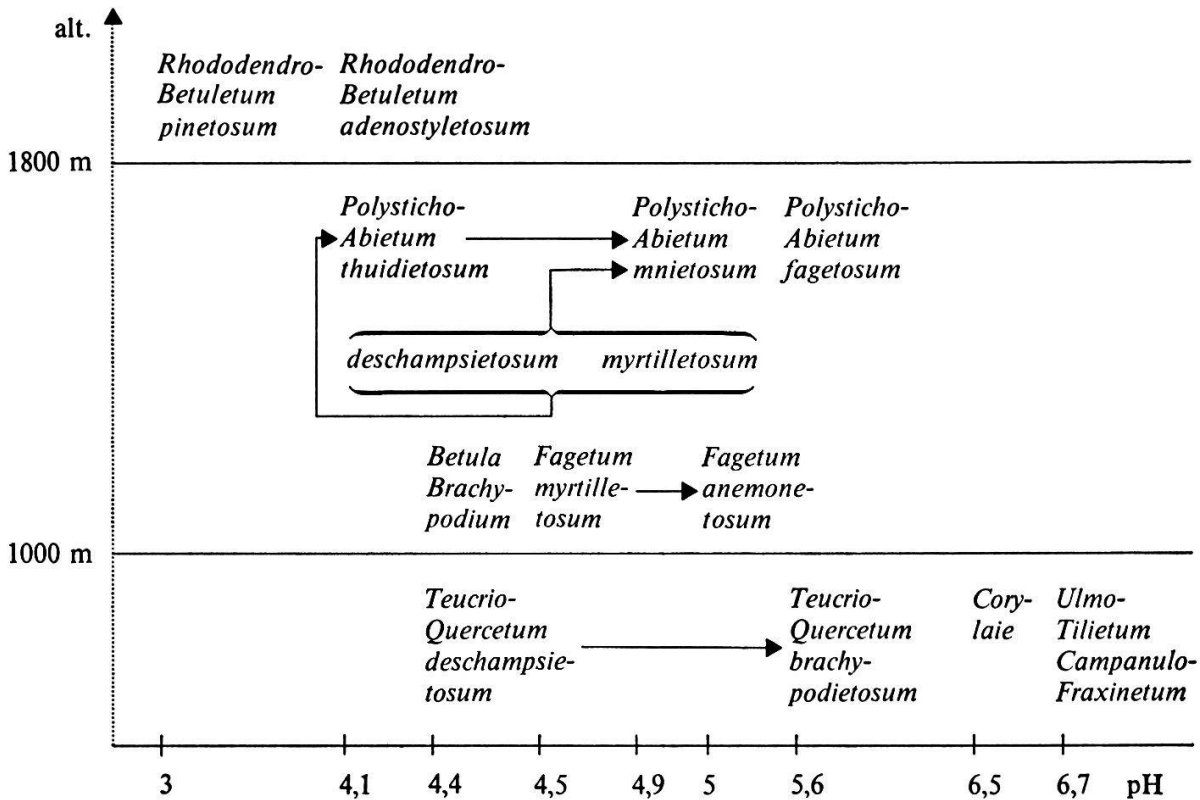 alt.
Rhododendro- Rhododendro-
Betuletum Betuletum
pinetosum adenostyletosum
1800 m
Polysticho- Polysticho- Polysticho-
Abietum Abietum Abietum
thuidietosum mnietosum fagetosum
deschampsietosum myrtilletosum
Betula Fagetum Fagetum
Brachy- myrtille- anemone-
podium tosum tosum
1000 m
Teucrio- Teucrio- Cory- Ulmo-
Quercetum Quercetum laie Tilietum
deschampsie- brachy- Campanulo-
tosum podietosum Fraxinetum
3 4,1 4,4 4,5 4,9 5 5,6 6,5 6,7 pH